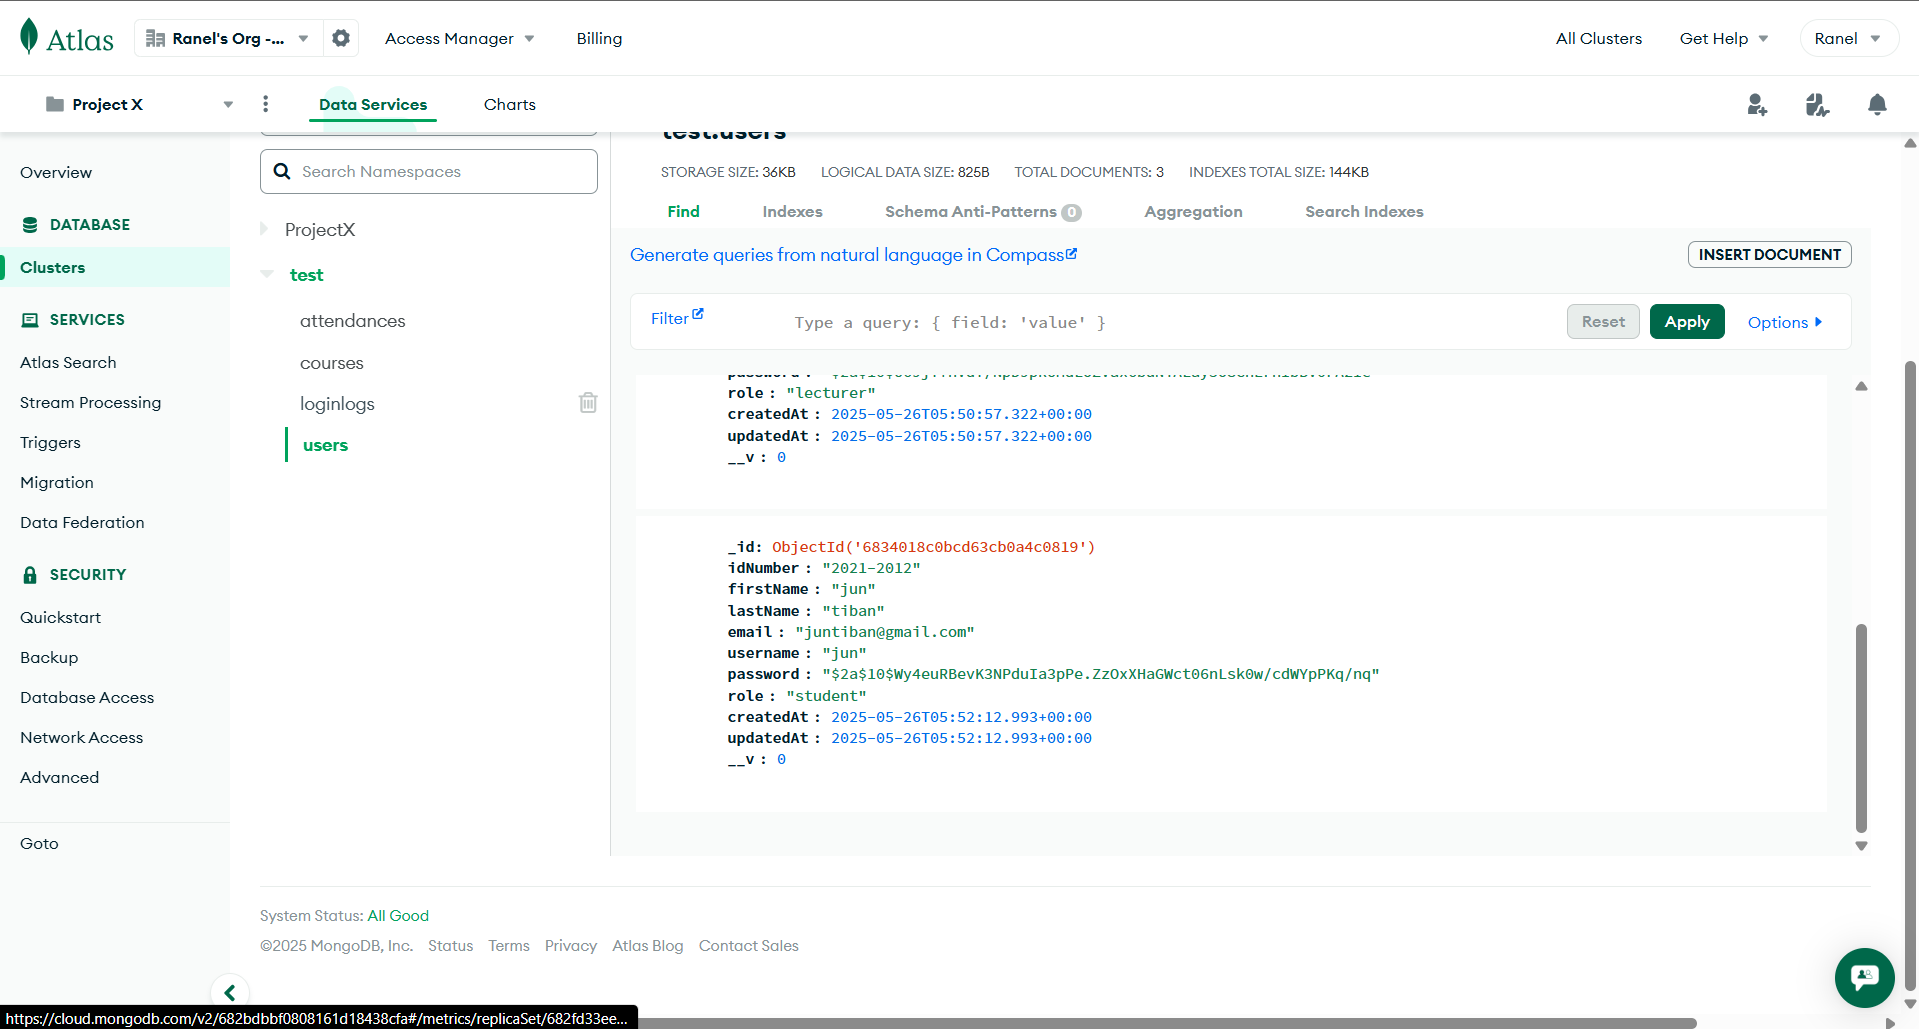 Atlas
Ranel's Org -...
Access Manager
Billing
All Clusters
Get Help
Ranel
Project X
Data Services
Charts
Overview
DATABASE
Clusters
SERVICES
Atlas Search
Stream Processing
Triggers
Migration
Data Federation
SECURITY
Quickstart
Backup
Database Access
Network Access
Advanced
Goto
Search Namespaces
ProjectX
test
attendances
courses
loginlogs
users
test.users
STORAGE SIZE: 36KB LOGICAL DATA SIZE: 825B TOTAL DOCUMENTS: 3 INDEXES TOTAL SIZE: 144KB
Find Indexes Schema Anti-Patterns 0 Aggregation Search Indexes
Generate queries from natural language in Compass
INSERT DOCUMENT
Filter
Type a query: { field: 'value' }
Reset
Apply
Options
role : "lecturer"
createdAt : 2025-05-26T05:50:57.322+00:00
updatedAt : 2025-05-26T05:50:57.322+00:00
__v : 0
_id: ObjectId('6834018c0bcd63cb0a4c0819')
idNumber : "2021-2012"
firstName : "jun"
lastName : "tiban"
email : "juntiban@gmail.com"
username : "jun"
password : "$2a$10$Wy4euRBevK3NPduIa3pPe.ZzOxXHaGWct06nLsk0w/cdWYpPKq/nq"
role : "student"
createdAt : 2025-05-26T05:52:12.993+00:00
updatedAt : 2025-05-26T05:52:12.993+00:00
__v : 0
System Status: All Good
©2025 MongoDB, Inc. Status Terms Privacy Atlas Blog Contact Sales
https://cloud.mongodb.com/v2/682bdbbf0808161d18438cfa#/metrics/replicaSet/682fd33ee...